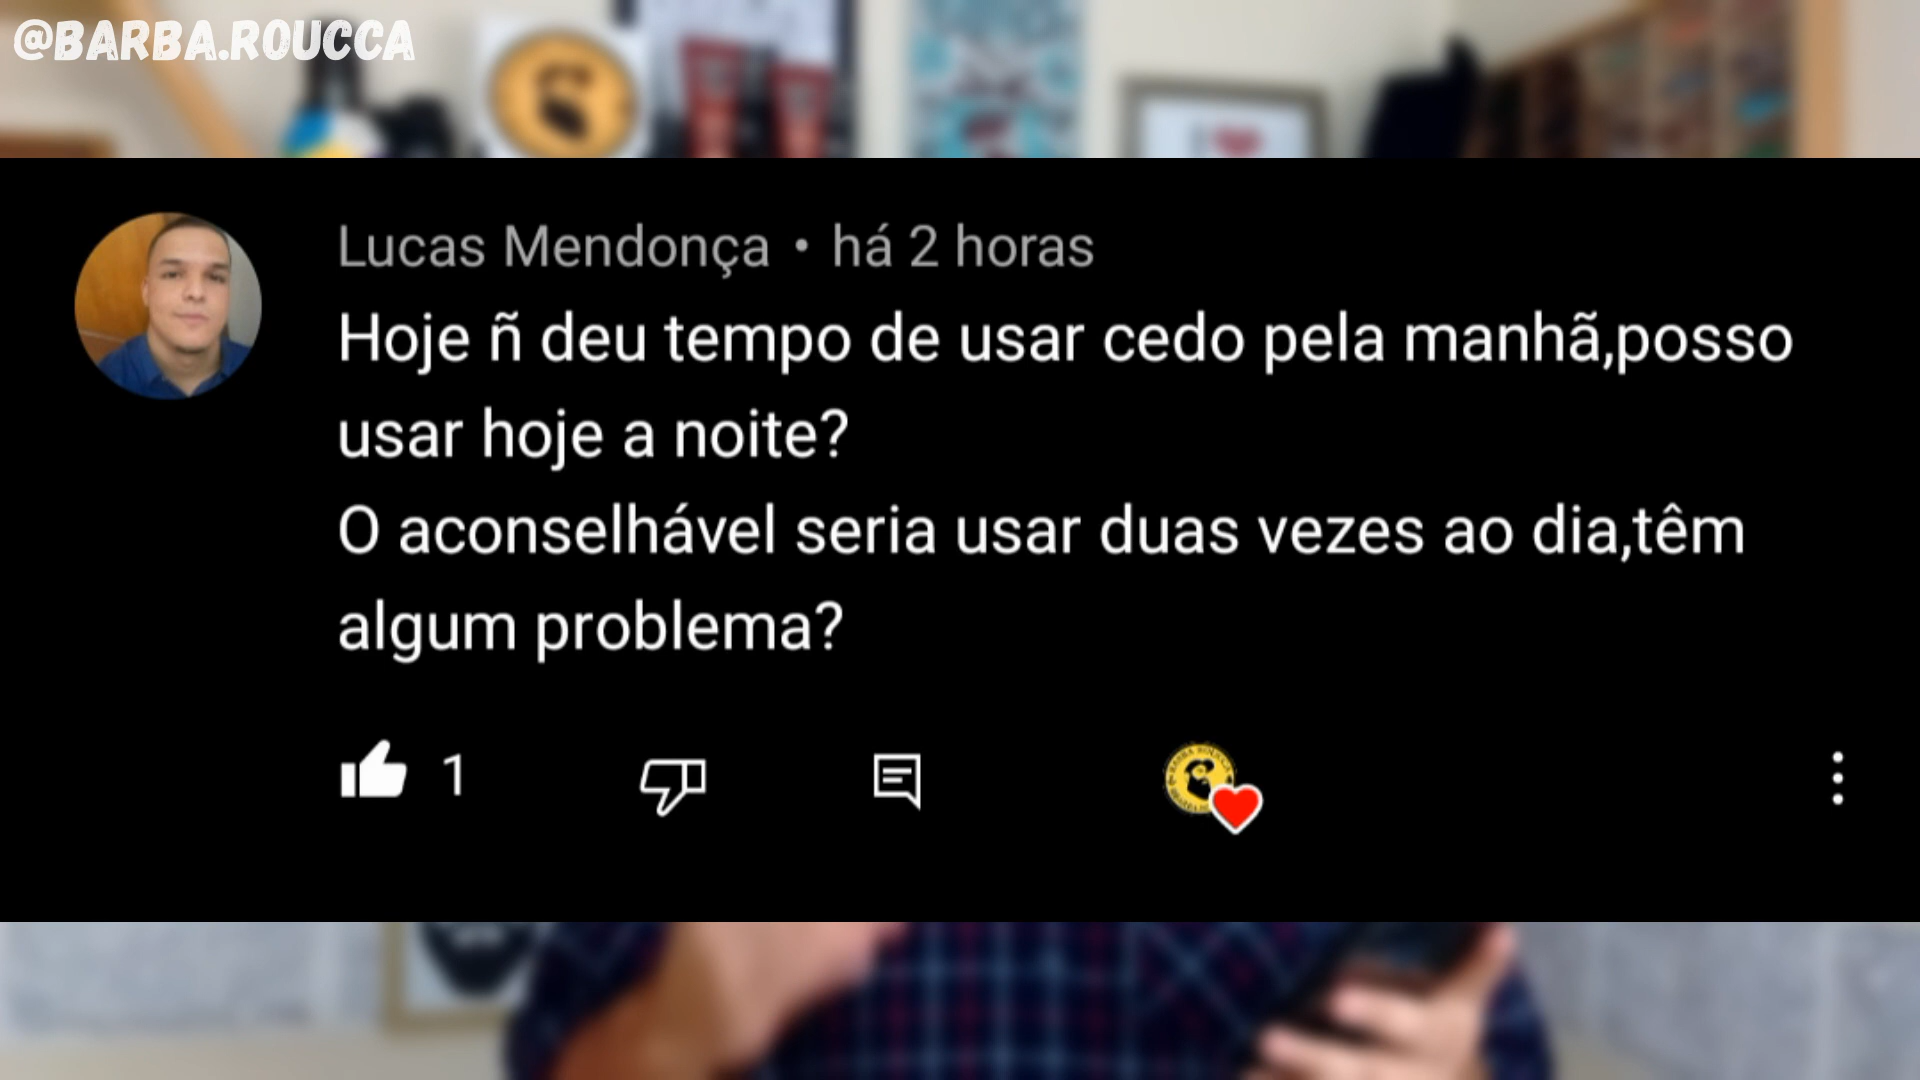 @BARBA.ROUCCA
Lucas Mendonça • há 2 horas
Hoje ñ deu tempo de usar cedo pela manhã,posso
usar hoje a noite?
O aconselhável seria usar duas vezes ao dia,têm
algum problema?
1